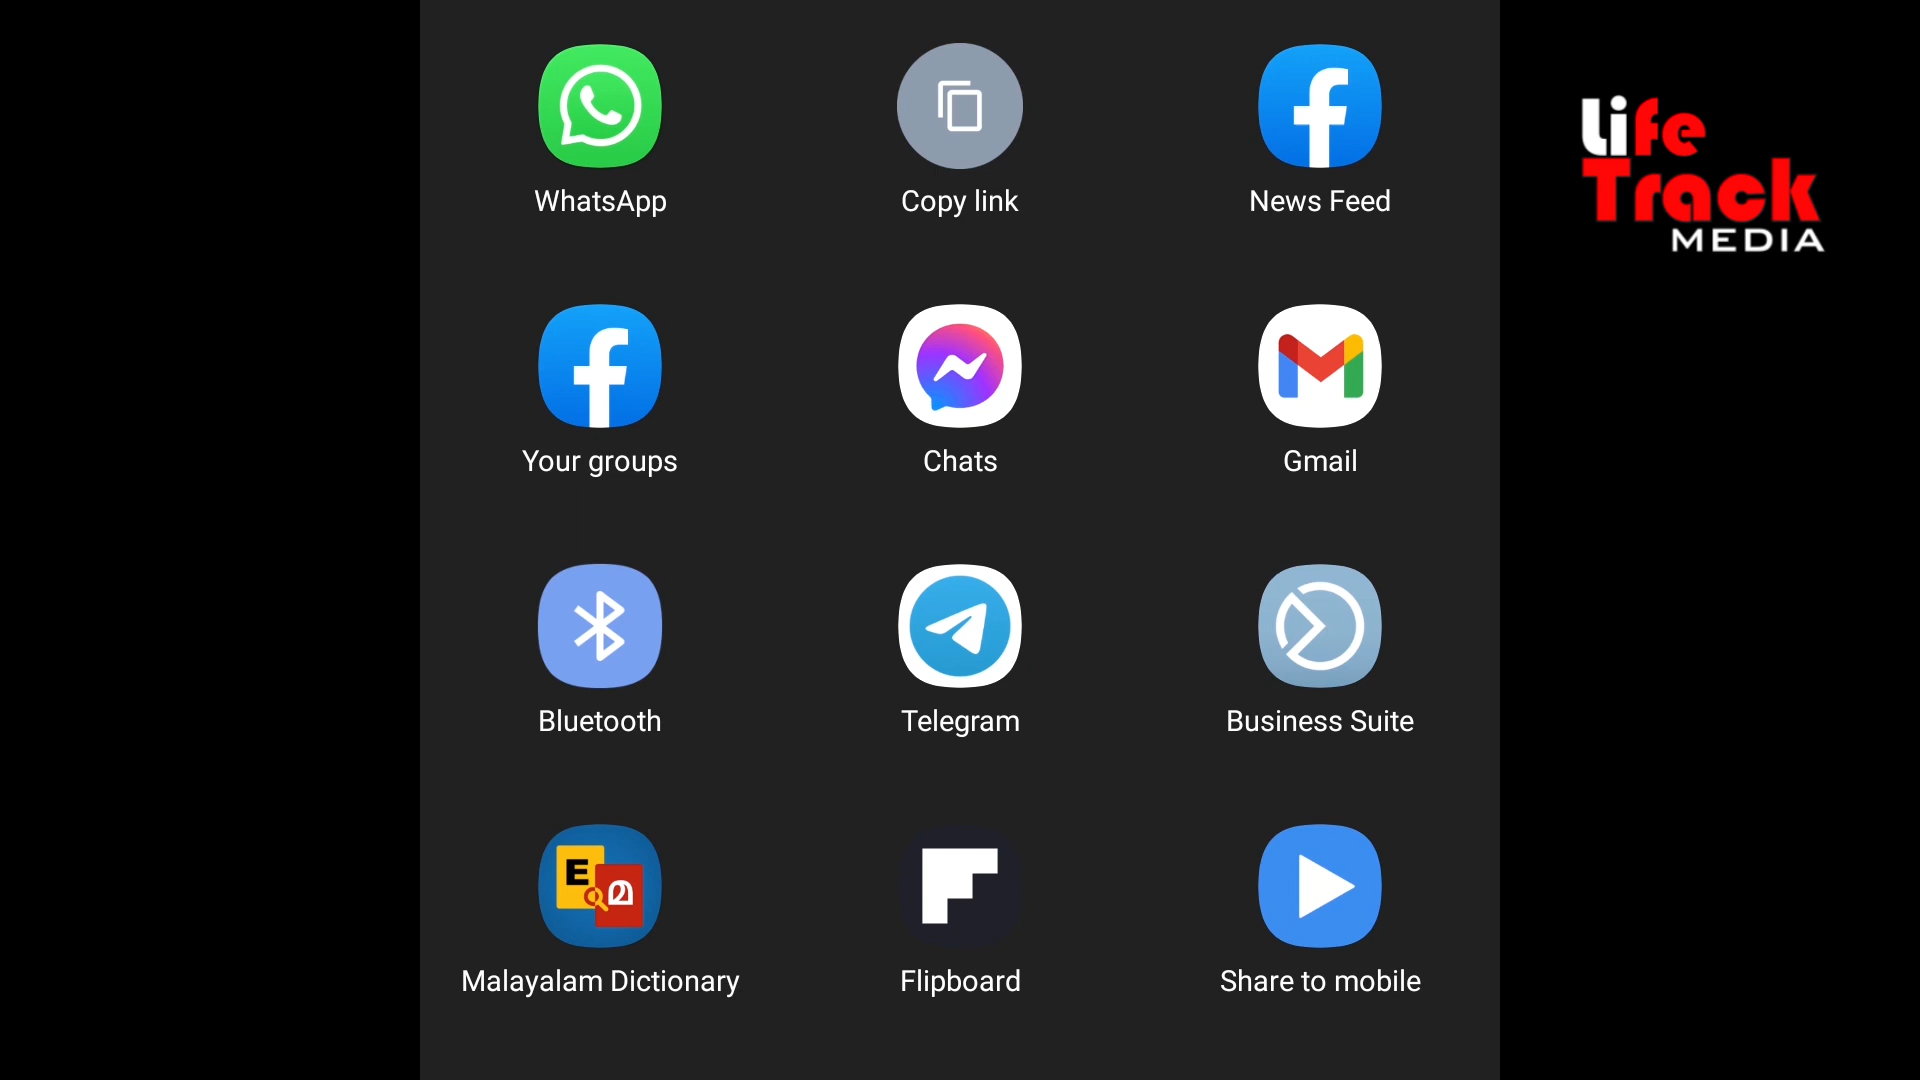 WhatsApp
Copy link
News Feed
Life
Track
MEDIA
Your groups
Chats
Gmail
Bluetooth
Telegram
Business Suite
E
മ
Malayalam Dictionary
Flipboard
Share to mobile